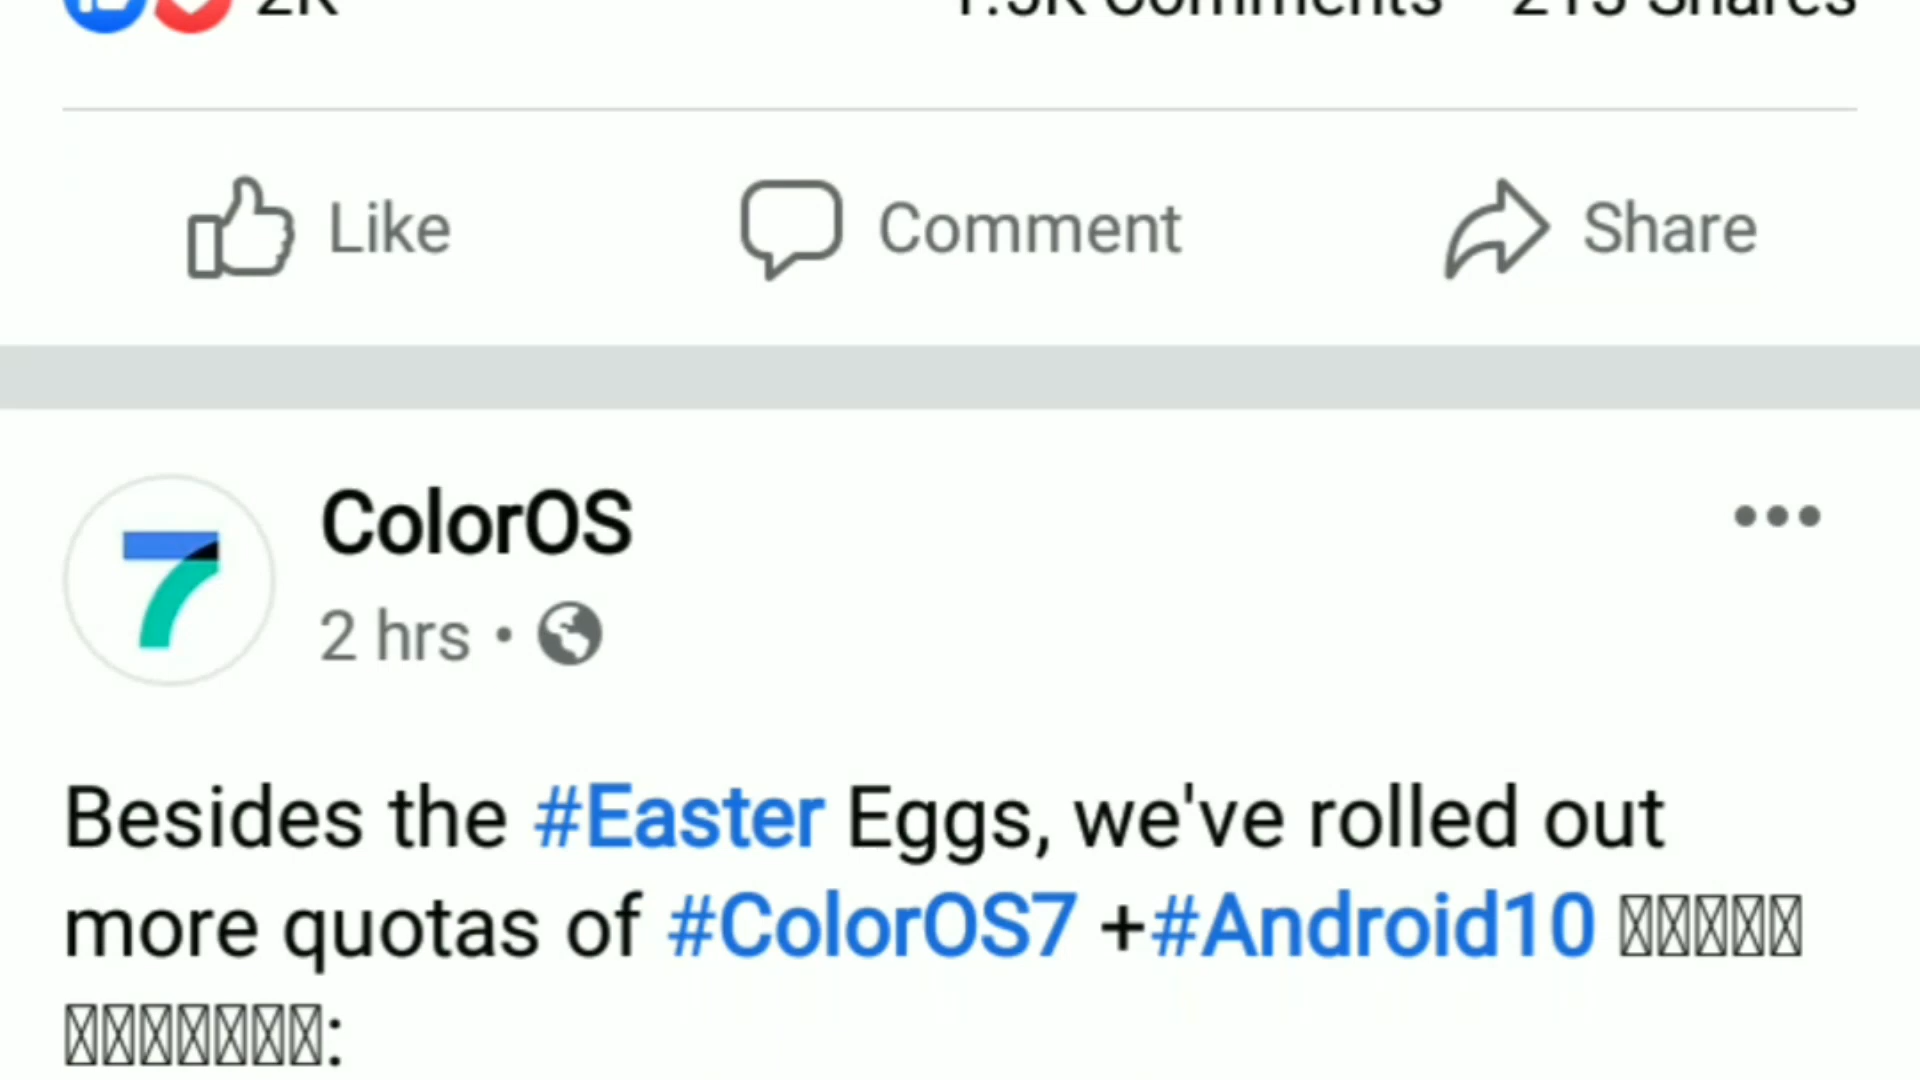 2K 1.5K Comments 213 Shares
Like Comment Share
7
ColorOS
2 hrs •
Besides the #Easter Eggs, we've rolled out
more quotas of #ColorOS7 +#Android10
: